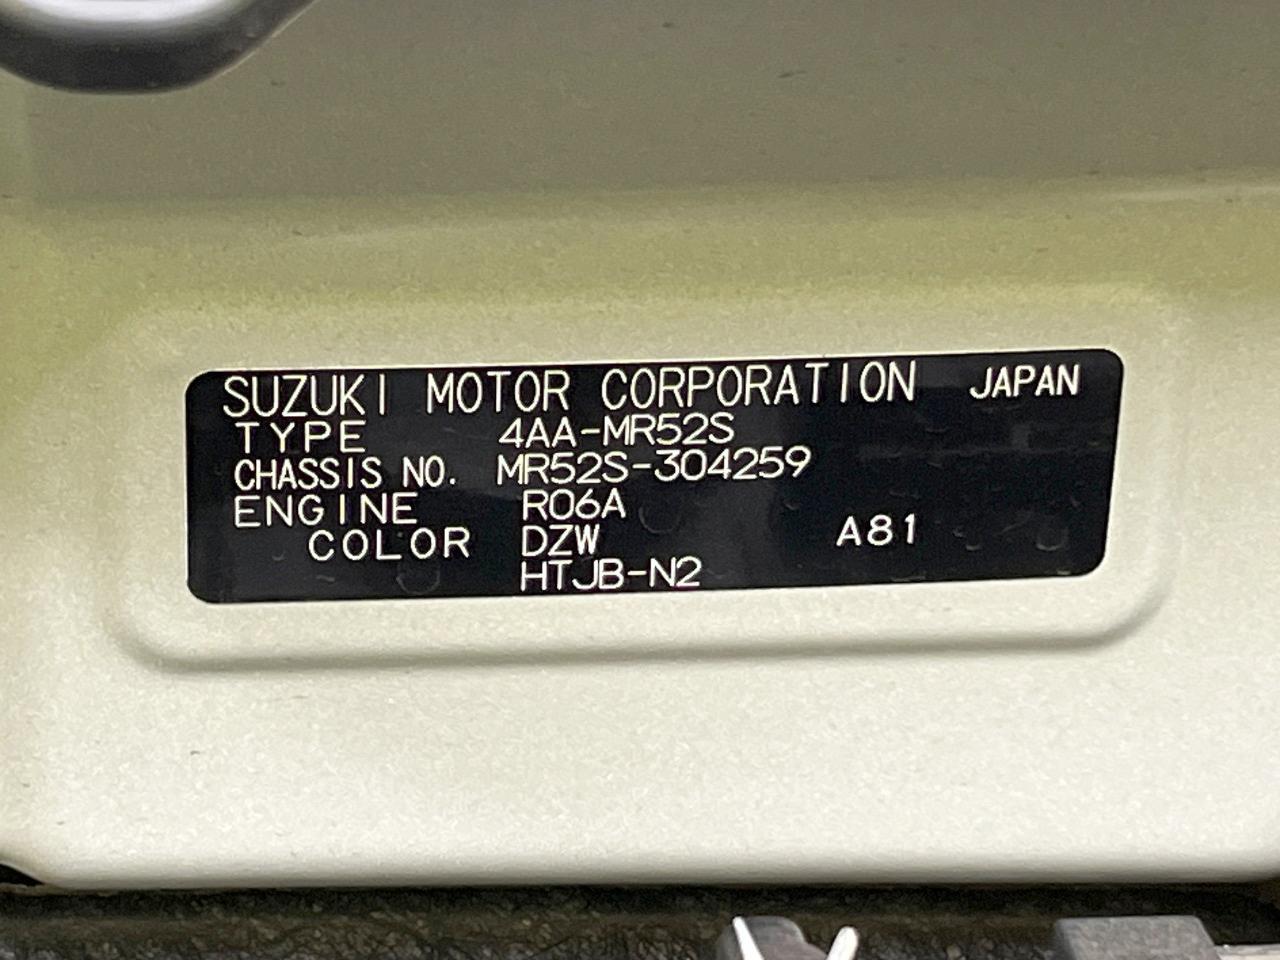 SUZUKI MOTOR CORPORATION JAPAN
TYPE 4AA-MR52S
CHASSIS NO. MR52S-304259
ENGINE R06A
COLOR DZW A81
HTJB-N2